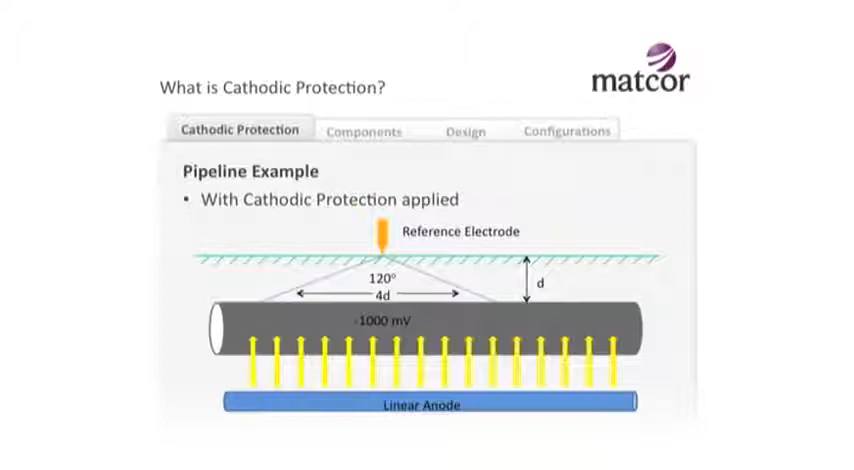 matcor
What is Cathodic Protection?
Cathodic Protection Components Design Configurations
Pipeline Example
• With Cathodic Protection applied
Reference Electrode
120°
4d
d
-1000 mV
Linear Anode